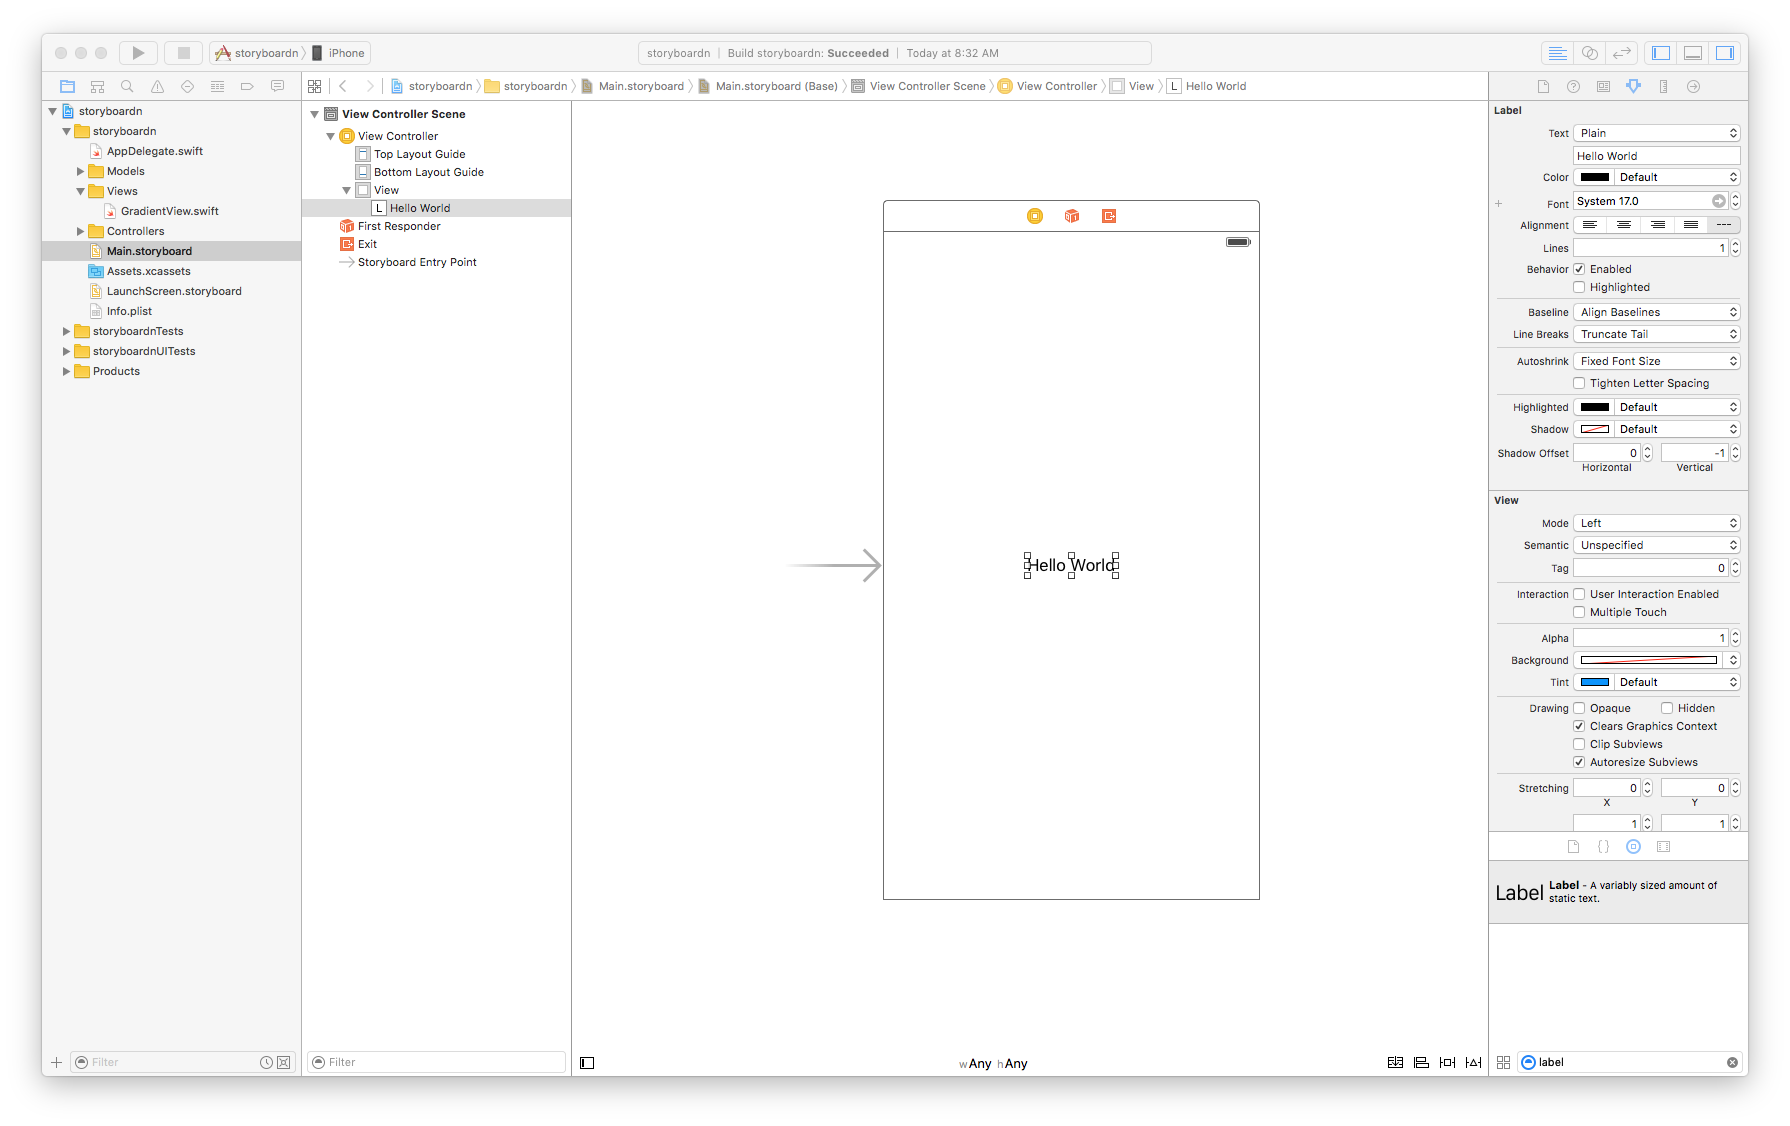 storyboardn iPhone
storyboardn Build storyboardn: Succeeded Today at 8:32 AM
storyboardn storyboardn Main.storyboard Main.storyboard (Base) View Controller Scene View Controller View L Hello World
storyboardn
storyboardn
AppDelegate.swift
Models
Views
GradientView.swift
Controllers
Main.storyboard
Assets.xcassets
LaunchScreen.storyboard
Info.plist
storyboardnTests
storyboardnUITests
Products
Filter
View Controller Scene
View Controller
Top Layout Guide
Bottom Layout Guide
View
L Hello World
First Responder
Exit
Storyboard Entry Point
Filter
Hello World
w Any h Any
Label
Text Plain
Hello World
Color Default
Font System 17.0
Alignment
Lines 1
Behavior Enabled
Highlighted
Baseline Align Baselines
Line Breaks Truncate Tail
Autoshrink Fixed Font Size
Tighten Letter Spacing
Highlighted Default
Shadow Default
Shadow Offset 0 -1
Horizontal Vertical
View
Mode Left
Semantic Unspecified
Tag 0
Interaction User Interaction Enabled
Multiple Touch
Alpha 1
Background
Tint Default
Drawing Opaque Hidden
Clears Graphics Context
Clip Subviews
Autoresize Subviews
Stretching 0 0
X Y
1 1
{}
Label Label - A variably sized amount of
static text.
label